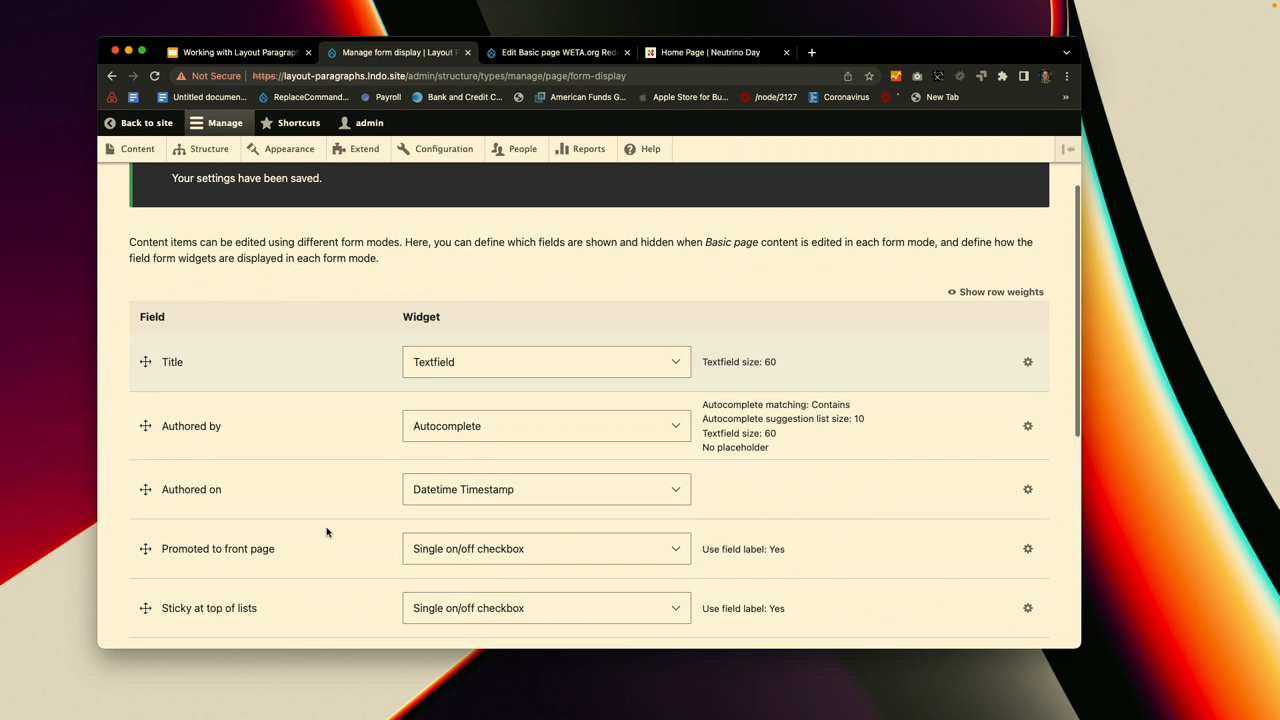 Working with Layout Paragraph
Manage form display | Layout P
Edit Basic page WETA.org Red
Home Page | Neutrino Day
Not Secure | https://layout-paragraphs.lndo.site/admin/structure/types/manage/page/form-display
Untitled documen... ReplaceCommand... Payroll Bank and Credit C... American Funds G... Apple Store for Bu... /node/2127 Coronavirus ` New Tab »
Back to site Manage Shortcuts admin
Content Structure Appearance Extend Configuration People Reports Help
Your settings have been saved.
Content items can be edited using different form modes. Here, you can define which fields are shown and hidden when Basic page content is edited in each form mode, and define how the
field form widgets are displayed in each form mode.
Show row weights
Field Widget
Title Textfield Textfield size: 60
Authored by Autocomplete
Autocomplete matching: Contains
Autocomplete suggestion list size: 10
Textfield size: 60
No placeholder
Authored on Datetime Timestamp
Promoted to front page Single on/off checkbox Use field label: Yes
Sticky at top of lists Single on/off checkbox Use field label: Yes